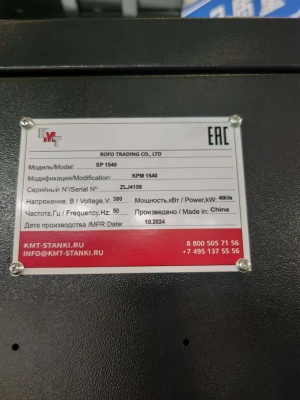 KMT
EAC
ROFO TRADING CO., LTD
Модель/Model: SP 1540
Модификация/Modification: KPM 1540
Серийный N°/Serial N°: ZLJ4158
Напряжение, В / Voltage,V: 380 Мощность,кВт / Power,kW: 40kva
Частота,Гц / Frequency,Hz: 50 Произведено / Made in: China
Дата производства /MFR Date: 10.2024
KMT-STANKI.RU 8 800 505 71 56
INFO@KMT-STANKI.RU +7 495 137 55 56